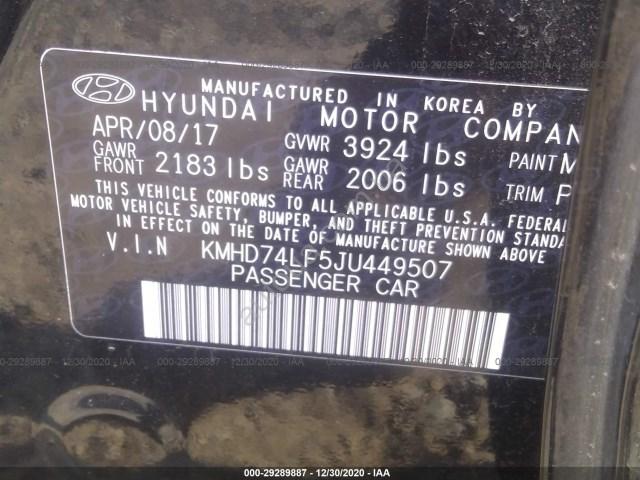 MANUFACTURED IN KOREA BY
HYUNDAI MOTOR COMPAN
APR/08/17 GVWR 3924 lbs PAINT M
GAWR FRONT 2183 lbs GAWR REAR 2006 lbs TRIM P
THIS VEHICLE CONFORMS TO ALL APPLICABLE U.S.A. FEDERAL
MOTOR VEHICLE SAFETY, BUMPER, AND THEFT PREVENTION STANDA
IN EFFECT ON THE DATE OF MANUFACTURE SHOWN ABOVE
V.I.N KMHD74LF5JU449507
PASSENGER CAR
000-29289887 - 12/30/2020 - IAA